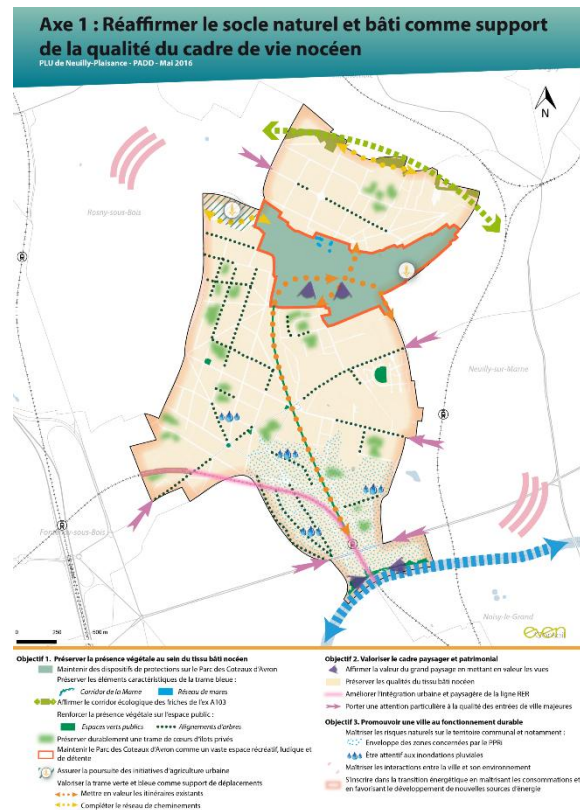 Axe 1 : Réaffirmer le socle naturel et bâti comme support
de la qualité du cadre de vie nocéen
PLU de Neuilly-Plaisance - PADD - Mai 2016
N
Rosny-sous-Bois
Neuilly-sur-Marne
Fontenay-sous-Bois
Noisy-le-Grand
0 250 500 m
even
Objectif 1. Préserver la présence végétale au sein du tissu bâti nocéen
Maintenir des dispositifs de protections sur le Parc des Coteaux d'Avron
Préserver les éléments caractéristiques de la trame bleue :
Corridor de la Marne
Réseau de mares
Affirmer le corridor écologique des friches de l'ex A103
Renforcer la présence végétale sur l'espace public :
Espaces verts publics
Alignements d'arbres
Préserver durablement une trame de cœurs d'îlots privés
Maintenir le Parc des Coteaux d'Avron comme un vaste espace récréatif, ludique et
de détente
Assurer la poursuite des initiatives d'agriculture urbaine
Valoriser la trame verte et bleue comme support de déplacements
Mettre en valeur les itinéraires existants
Compléter le réseau de cheminements
Objectif 2. Valoriser le cadre paysager et patrimonial
Affirmer la valeur du grand paysage en mettant en valeur les vues
Préserver les qualités du tissu bâti nocéen
Améliorer l'intégration urbaine et paysagère de la ligne RER
Porter une attention particulière à la qualité des entrées de ville majeures
Objectif 3. Promouvoir une ville au fonctionnement durable
Maîtriser les risques naturels sur le territoire communal et notamment :
Enveloppe des zones concernées par le PPRi
Être attentif aux inondations pluviales
Maîtriser les interactions entre la ville et son environnement
S'inscrire dans la transition énergétique en maîtrisant les consommations et
en favorisant le développement de nouvelles sources d'énergie